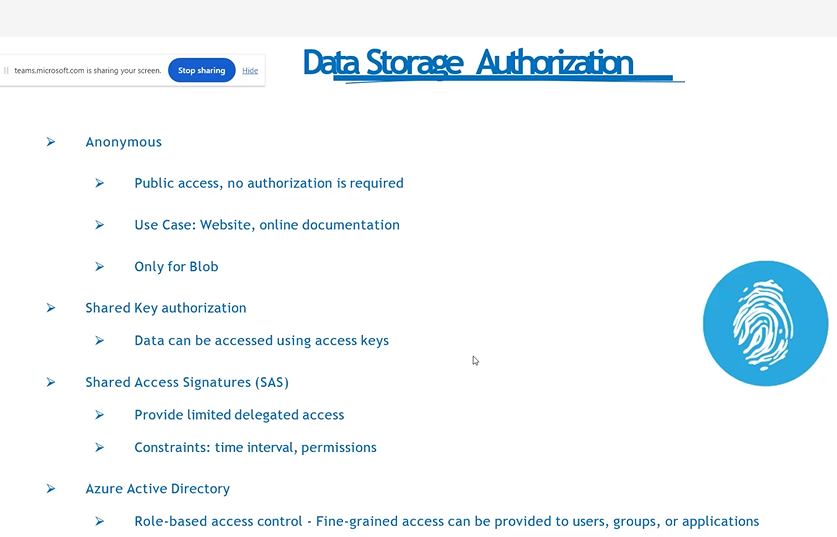 teams.microsoft.com is sharing your screen. Stop sharing Hide
Data Storage Authorization
Anonymous
Public access, no authorization is required
Use Case: Website, online documentation
Only for Blob
Shared Key authorization
Data can be accessed using access keys
Shared Access Signatures (SAS)
Provide limited delegated access
Constraints: time interval, permissions
Azure Active Directory
Role-based access control - Fine-grained access can be provided to users, groups, or applications